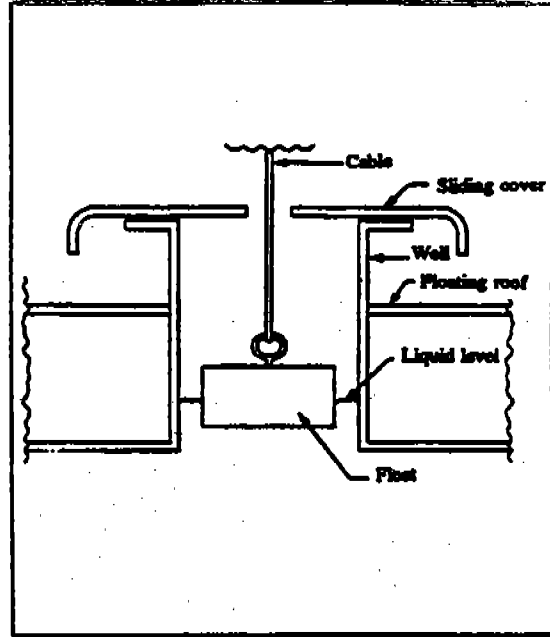 Cable
Sliding cover
Well
Floating roof
Liquid level
Float